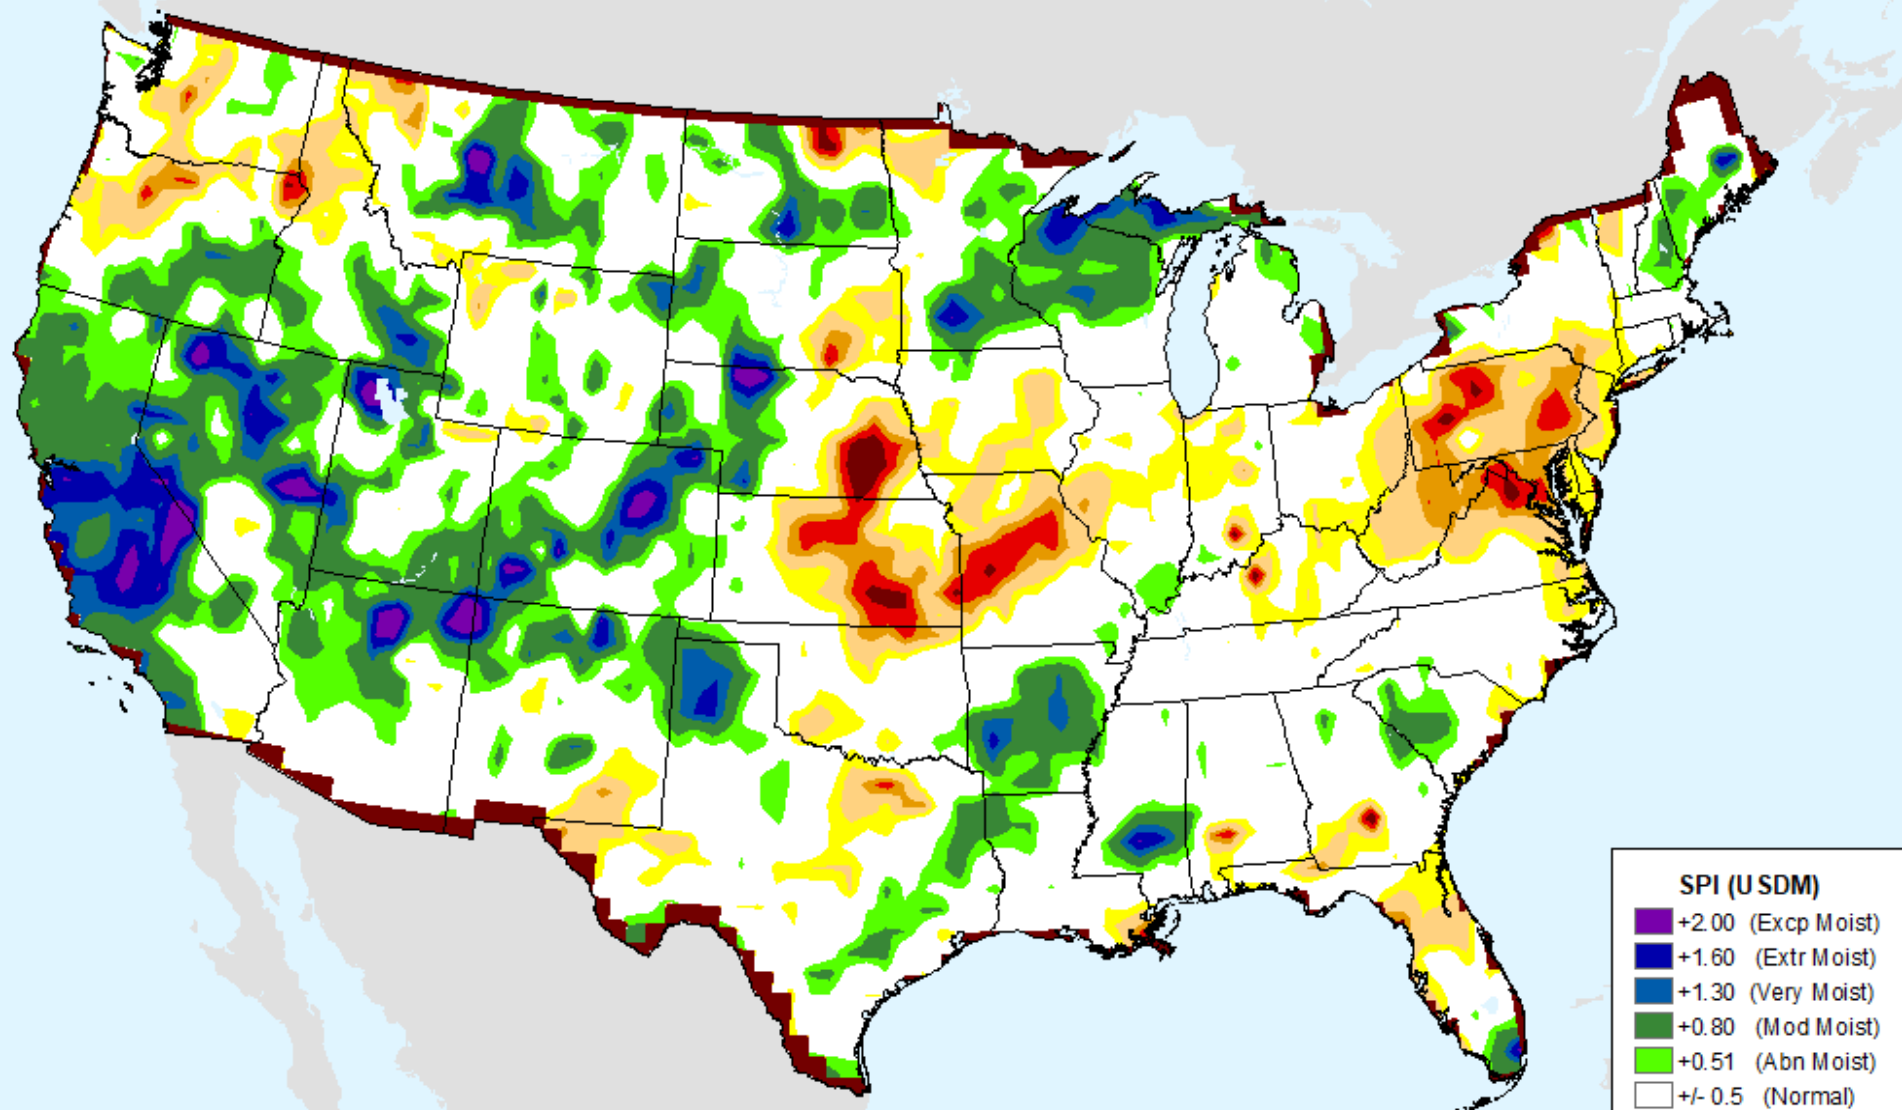 SPI (USDM)
+2.00 (Excp Moist)
+1.60 (Extr Moist)
+1.30 (Very Moist)
+0.80 (Mod Moist)
+0.51 (Abn Moist)
+/- 0.5 (Normal)